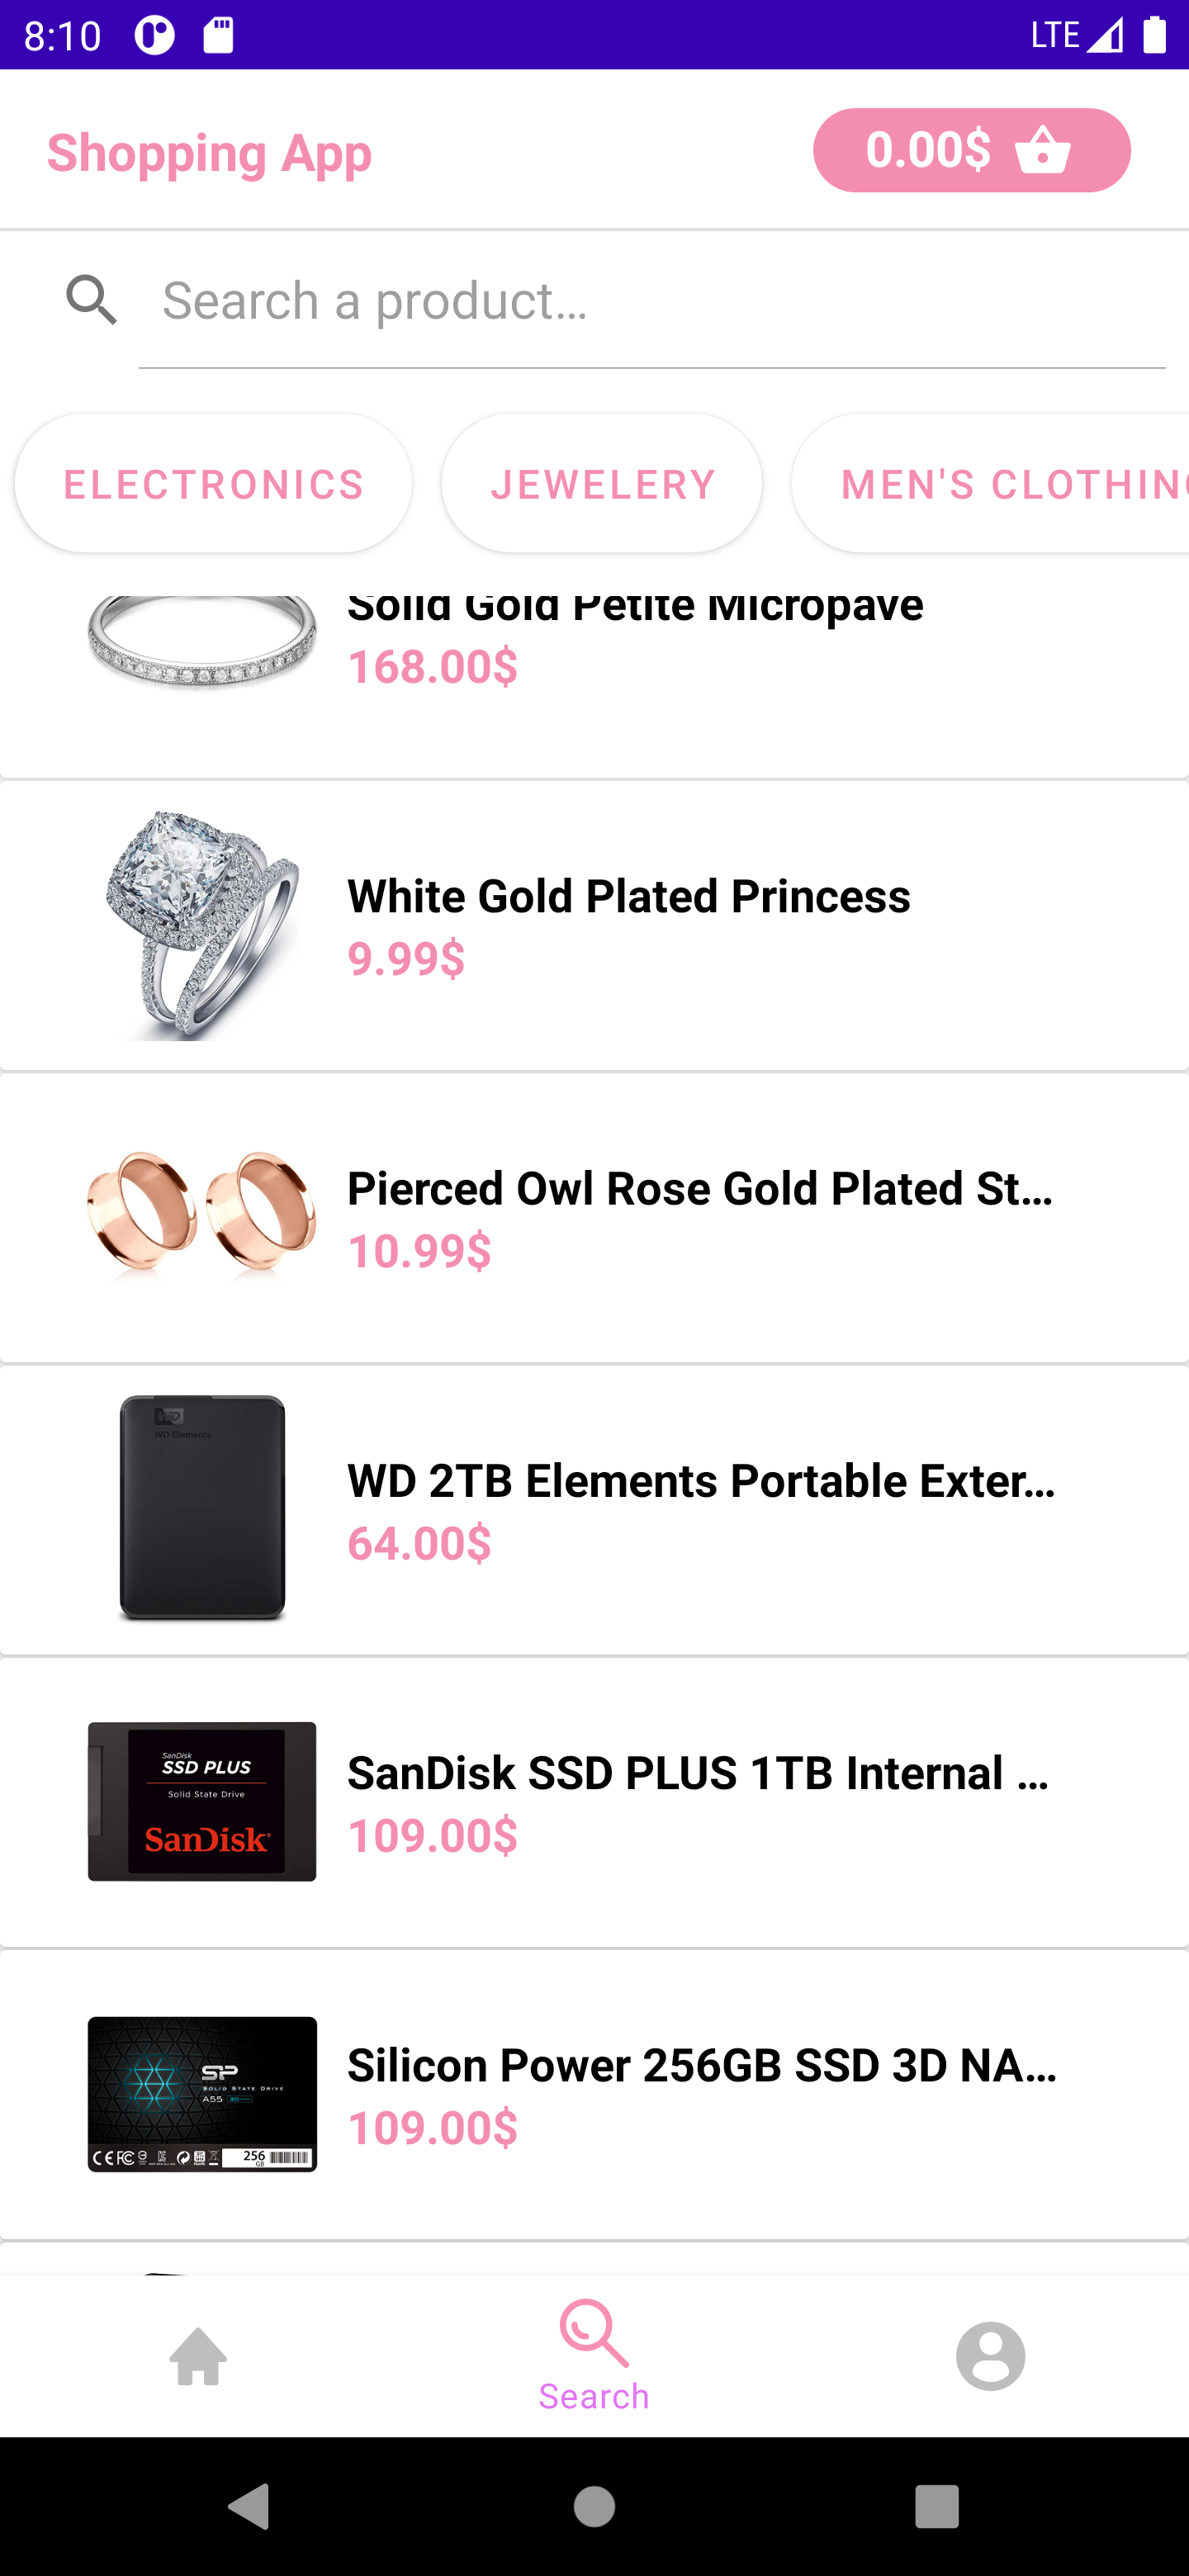 8:10
LTE
Shopping App
0.00$
Search a product...
ELECTRONICS
JEWELERY
MEN'S CLOTHING
Solid Gold Petite Micropave
168.00$
White Gold Plated Princess
9.99$
Pierced Owl Rose Gold Plated St...
10.99$
WD
WD Elements
WD 2TB Elements Portable Exter...
64.00$
SanDisk
SSD PLUS
Solid State Drive
SanDisk
SanDisk SSD PLUS 1TB Internal ...
109.00$
SP
SOLID STATE DRIVE
A55
256
GB
Silicon Power 256GB SSD 3D NA...
109.00$
Search